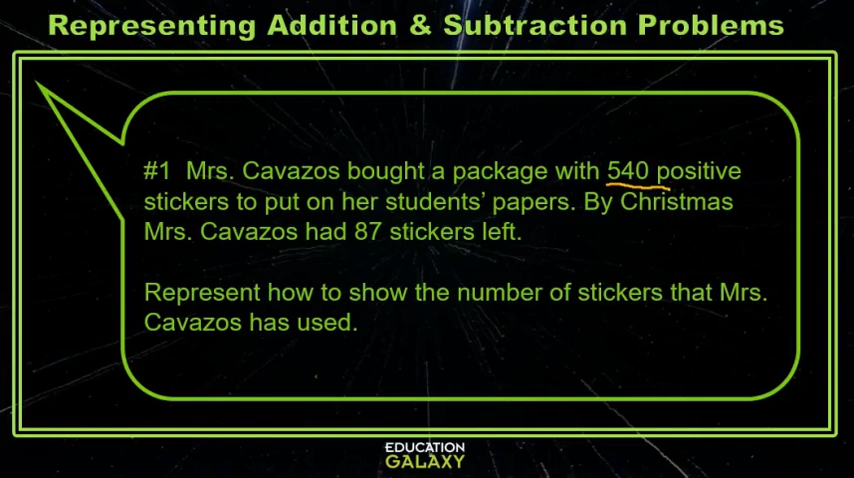 Representing Addition & Subtraction Problems
#1 Mrs. Cavazos bought a package with 540 positive
stickers to put on her students’ papers. By Christmas
Mrs. Cavazos had 87 stickers left.
Represent how to show the number of stickers that Mrs.
Cavazos has used.
EDUCATION
GALAXY